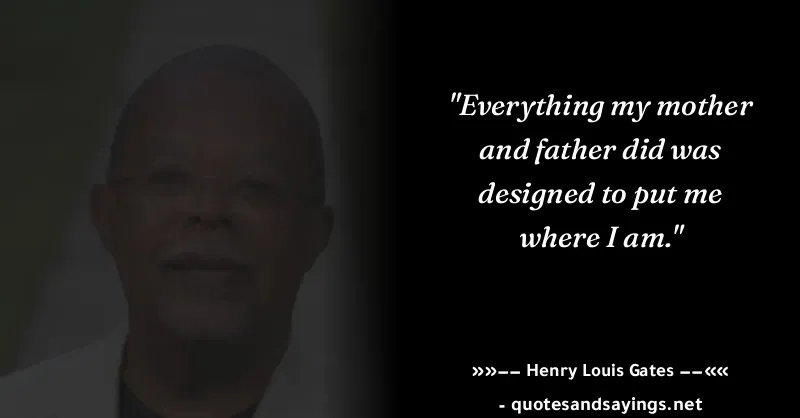 "Everything my mother
and father did was
designed to put me
where I am."
»»−− Henry Louis Gates −−««
- quotesandsayings.net